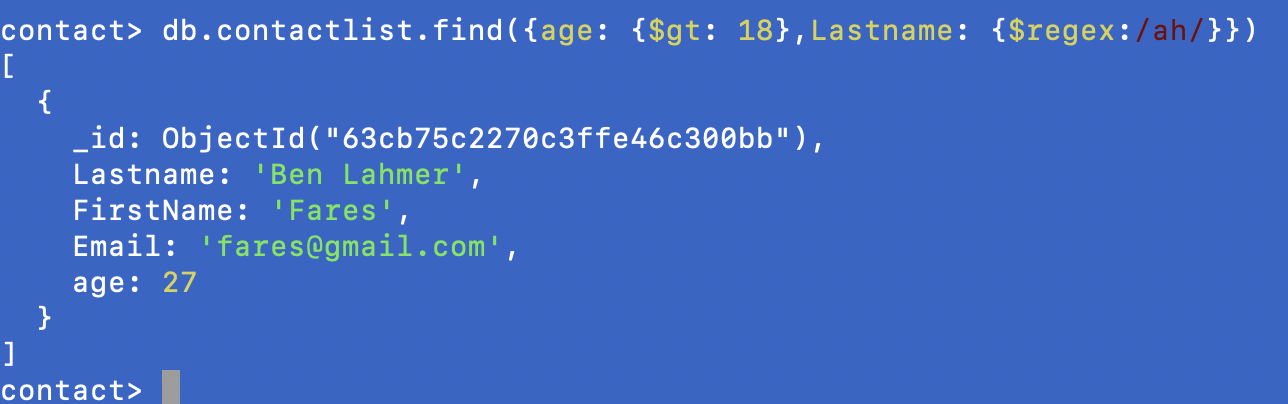 contact> db.contactlist.find({age: {$gt: 18},Lastname: {$regex:/ah/}})
[
  {
    _id: ObjectId("63cb75c2270c3ffe46c300bb"),
    Lastname: 'Ben Lahmer',
    FirstName: 'Fares',
    Email: 'fares@gmail.com',
    age: 27
  }
]
contact>